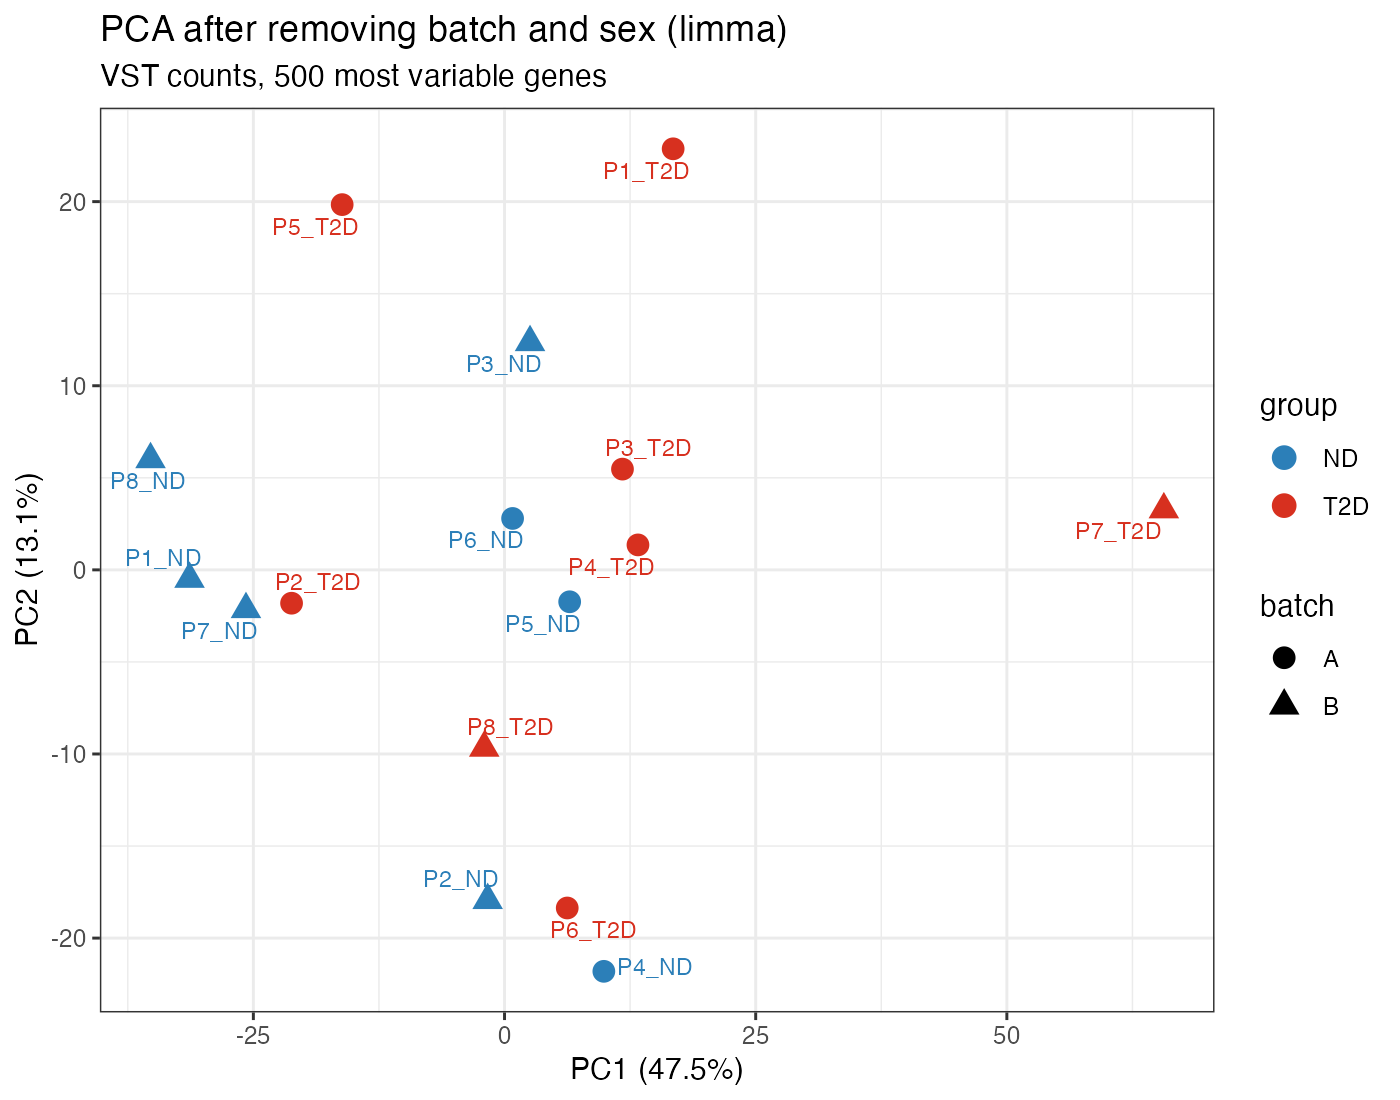 PCA after removing batch and sex (limma)
VST counts, 500 most variable genes
P1_T2D
P5_T2D
P3_ND
P3_T2D
P8_ND
P7_T2D
P6_ND
P1_ND
P4_T2D
P2_T2D
P5_ND
P7_ND
P8_T2D
P2_ND
P6_T2D
P4_ND
20
10
0
-10
-20
PC2 (13.1%)
-25
0
25
50
PC1 (47.5%)
group
ND
T2D
batch
A
B